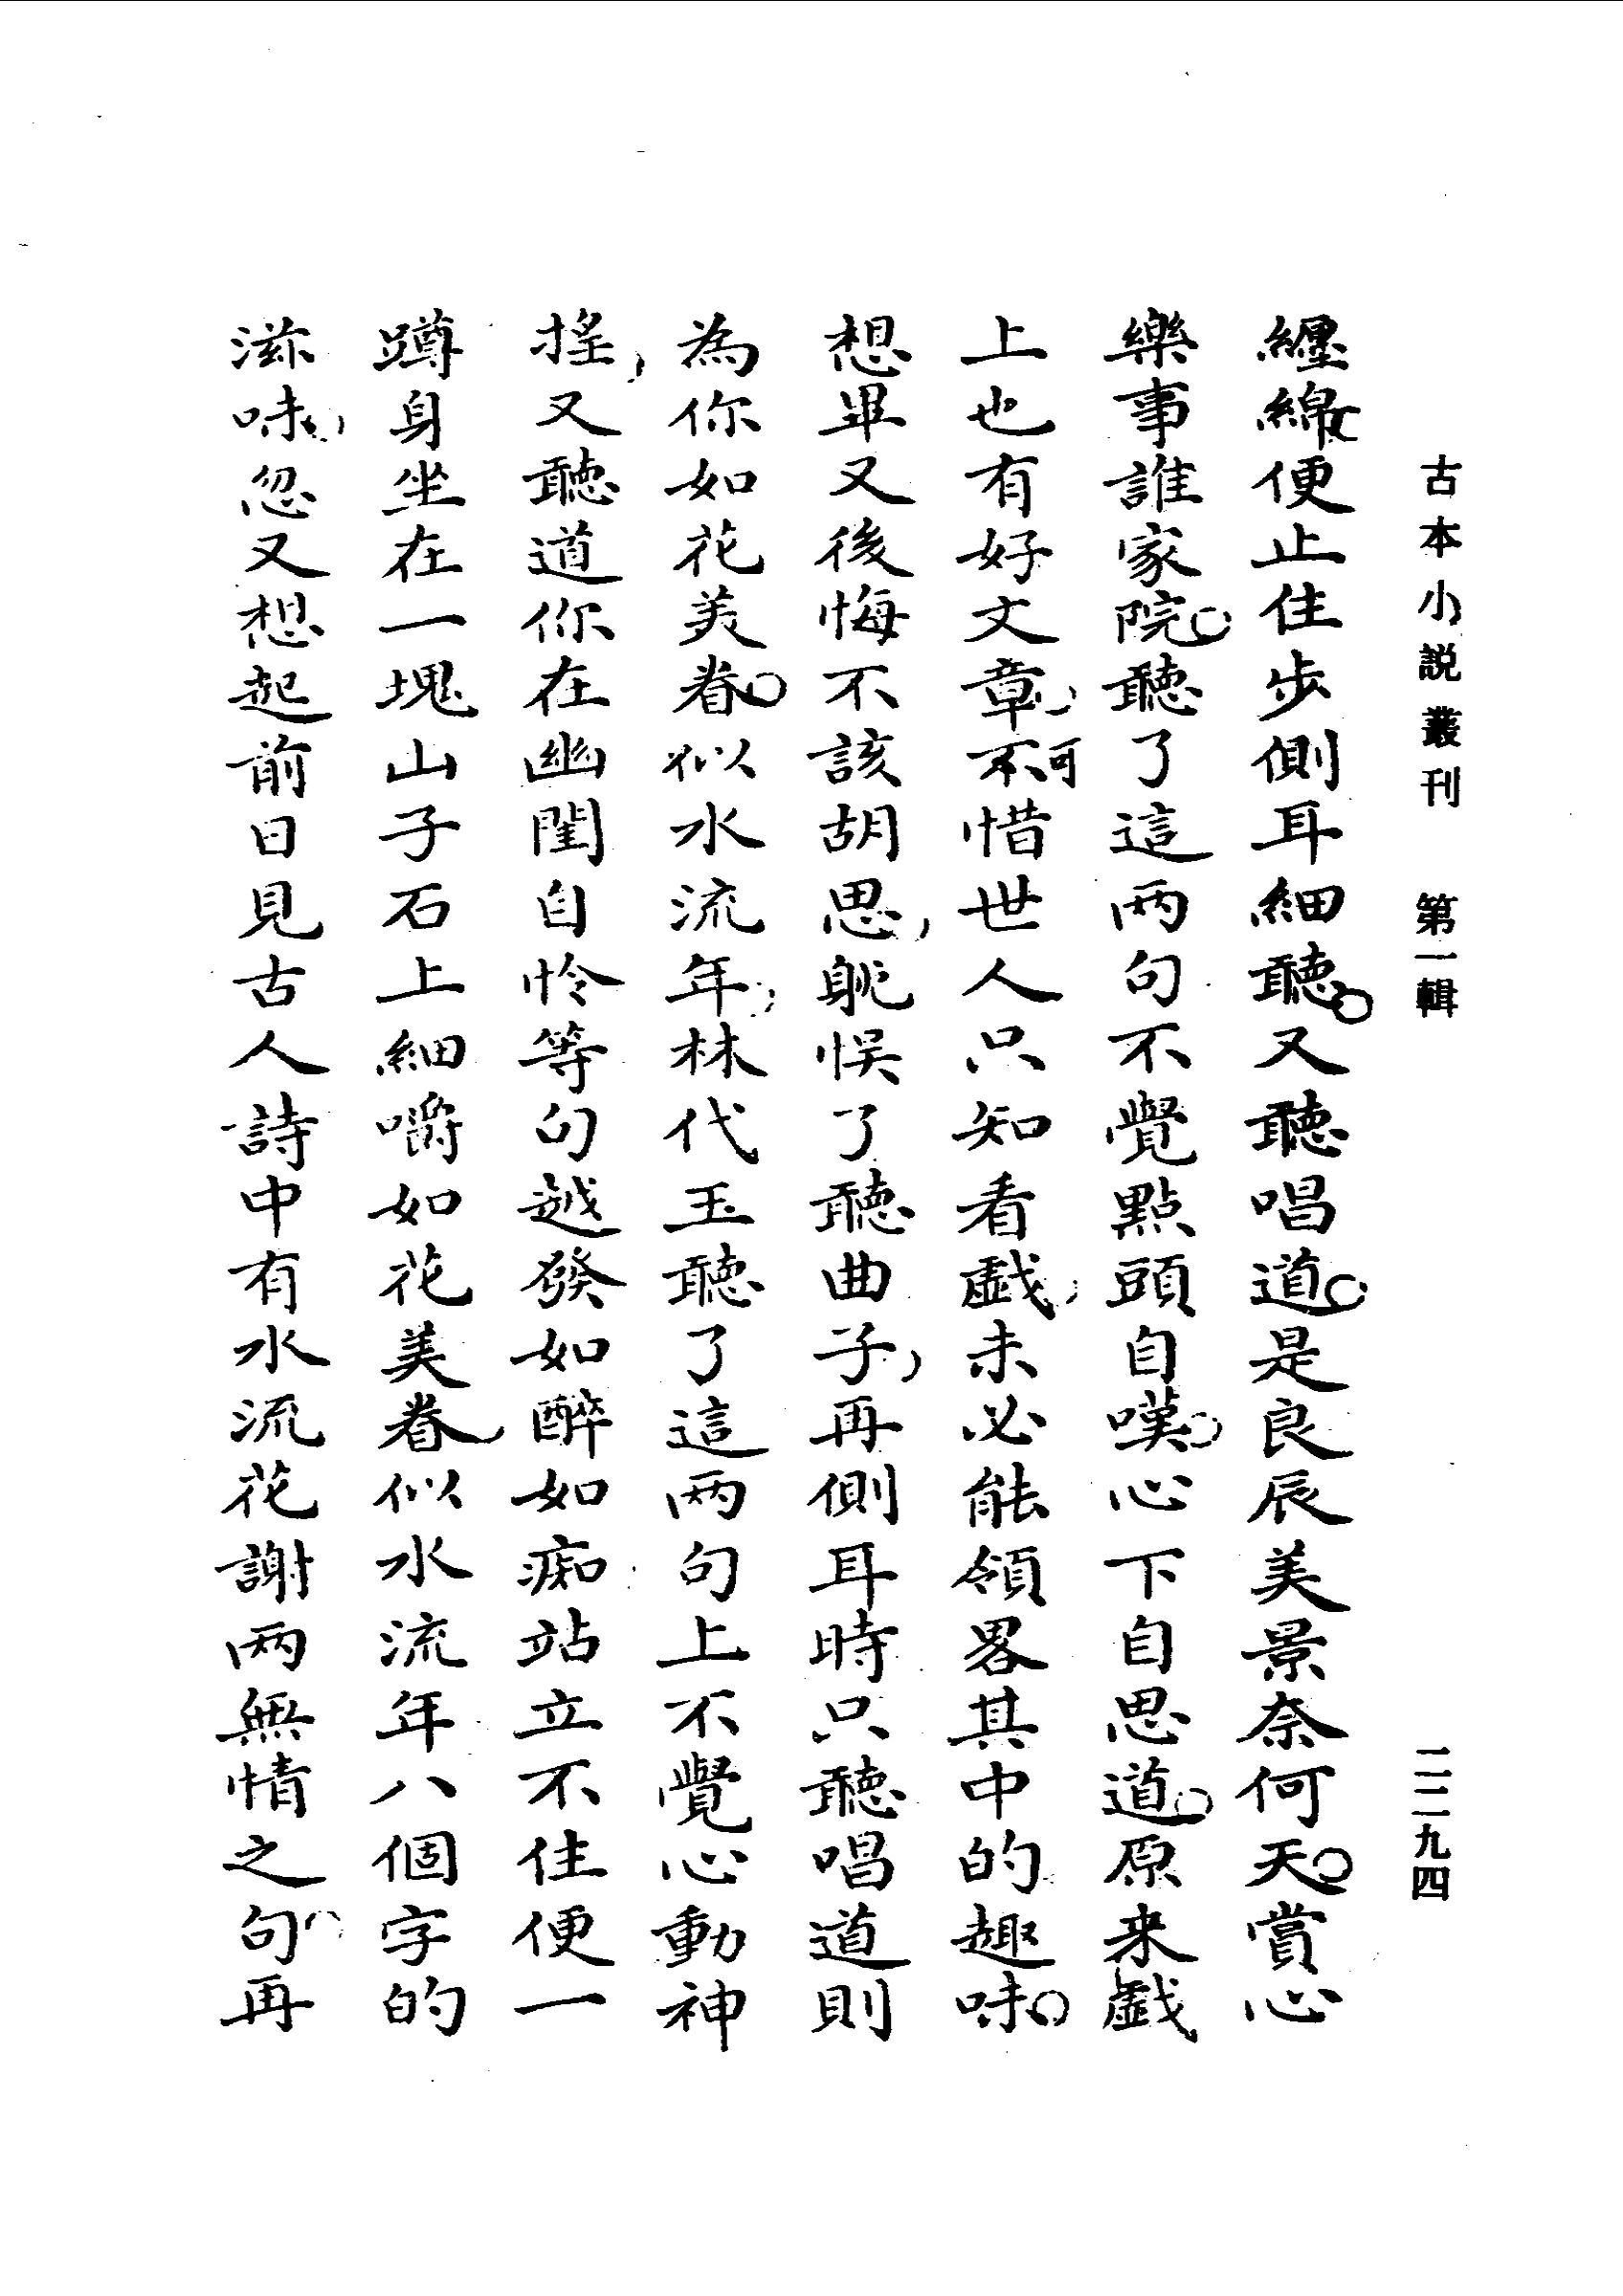 古本小說叢刊　第一輯　二二九四
纏綿便止住步側耳細聽又聽唱道是良辰美景奈何天賞心
樂事誰家院聽了這兩句不覺點頭自嘆心下自思道原来戯
上也有好文章可不惜世人只知看戯未必能領畧其中的趣味
想畢又後悔不該胡思躭悞了聽曲子再側耳時只聽唱道則
為你如花美眷似水流年林代玉聽了這兩句上不覺心動神
揺又聽道你在幽閨自怜等句越發如醉如痴站立不住便一
蹲身坐在一塊山子石上細嚼如花美眷似水流年八個字的
滋味忽又想起前日見古人詩中有水流花謝兩無情之句再